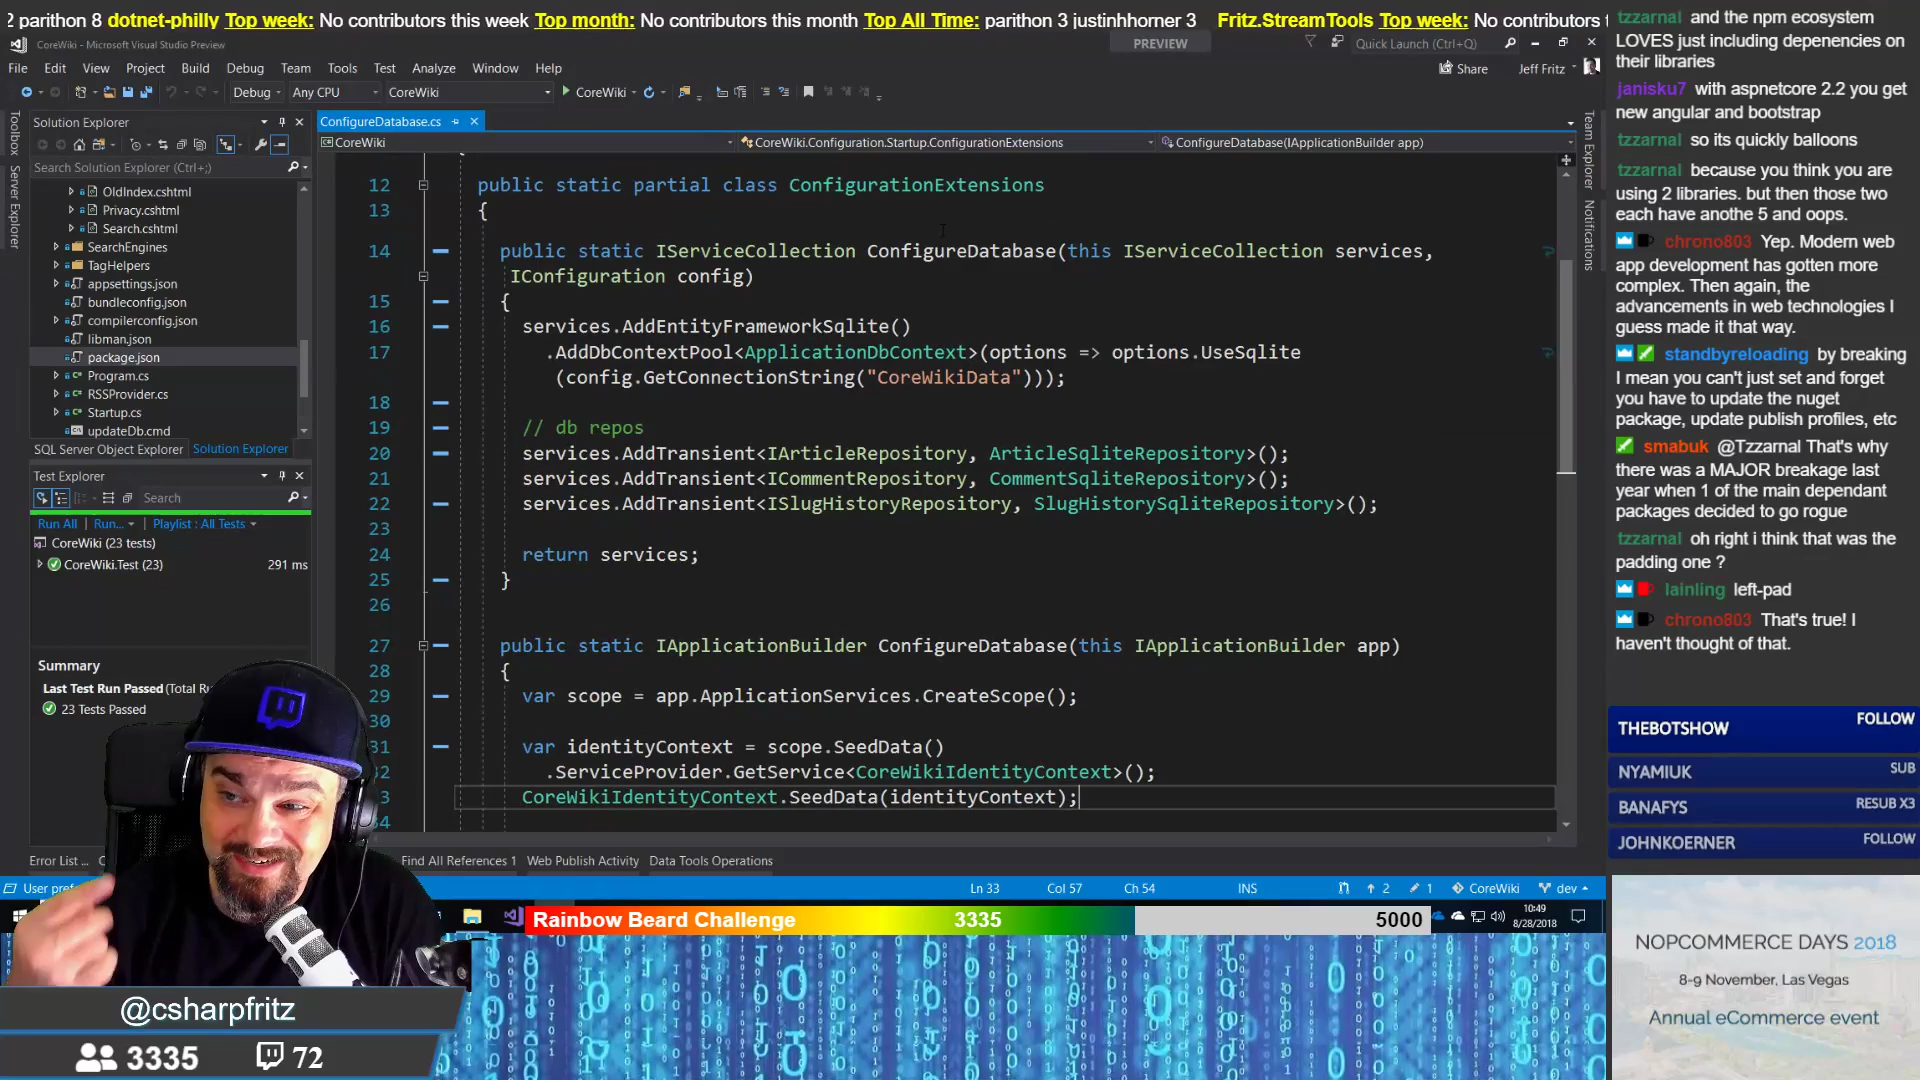 2 parithon 8 dotnet-philly Top week: No contributors this week Top month: No contributors this month Top All Time: parithon 3 justinhhorner 3 Fritz.StreamTools Top week: No contributors
CoreWiki - Microsoft Visual Studio Preview
PREVIEW
Quick Launch (Ctrl+Q)
File Edit View Project Build Debug Team Tools Test Analyze Window Help
Share Jeff Fritz
Debug Any CPU CoreWiki CoreWiki
Toolbox
Server Explorer
Solution Explorer
Search Solution Explorer (Ctrl+;)
OldIndex.cshtml
Privacy.cshtml
Search.cshtml
SearchEngines
TagHelpers
appsettings.json
bundleconfig.json
compilerconfig.json
libman.json
package.json
Program.cs
RSSProvider.cs
Startup.cs
updateDb.cmd
SQL Server Object Explorer Solution Explorer
Test Explorer
Search
Run All Run... Playlist : All Tests
CoreWiki (23 tests)
CoreWiki.Test (23) 291 ms
Summary
Last Test Run Passed (Total Ru
23 Tests Passed
ConfigureDatabase.cs
CoreWiki CoreWiki.Configuration.Startup.ConfigurationExtensions ConfigureDatabase(IApplicationBuilder app)
12 public static partial class ConfigurationExtensions
13 {
14 public static IServiceCollection ConfigureDatabase(this IServiceCollection services,
IConfiguration config)
15 {
16 services.AddEntityFrameworkSqlite()
17 .AddDbContextPool<ApplicationDbContext>(options => options.UseSqlite
(config.GetConnectionString("CoreWikiData")));
18
19 // db repos
20 services.AddTransient<IArticleRepository, ArticleSqliteRepository>();
21 services.AddTransient<ICommentRepository, CommentSqliteRepository>();
22 services.AddTransient<ISlugHistoryRepository, SlugHistorySqliteRepository>();
23
24 return services;
25 }
26
27 public static IApplicationBuilder ConfigureDatabase(this IApplicationBuilder app)
28 {
29 var scope = app.ApplicationServices.CreateScope();
30
31 var identityContext = scope.SeedData()
32 .ServiceProvider.GetService<CoreWikiIdentityContext>();
3 CoreWikiIdentityContext.SeedData(identityContext);
34
Team Explorer
Notifications
Error List ... Find All References 1 Web Publish Activity Data Tools Operations
User pref Ln 33 Col 57 Ch 54 INS 2 1 CoreWiki dev
Rainbow Beard Challenge 3335 5000
10:49
8/28/2018
@csharpfritz
3335 72
tzzarnal and the npm ecosystem
LOVES just including depenencies on
their libraries
janisku7 with aspnetcore 2.2 you get
new angular and bootstrap
tzzarnal so its quickly balloons
tzzarnal because you think you are
using 2 libraries. but then those two
each have anothe 5 and oops.
chrono803 Yep. Modern web
app development has gotten more
complex. Then again, the
advancements in web technologies I
guess made it that way.
standbyreloading by breaking
I mean you can't just set and forget
you have to update the nuget
package, update publish profiles, etc
smabuk @Tzzarnal That's why
there was a MAJOR breakage last
year when 1 of the main dependant
packages decided to go rogue
tzzarnal oh right i think that was the
padding one ?
lainling left-pad
chrono803 That's true! I
haven't thought of that.
THEBOTSHOW FOLLOW
NYAMIUK SUB
BANAFYS RESUB X3
JOHNKOERNER FOLLOW
NOPCOMMERCE DAYS 2018
8-9 November, Las Vegas
Annual eCommerce event